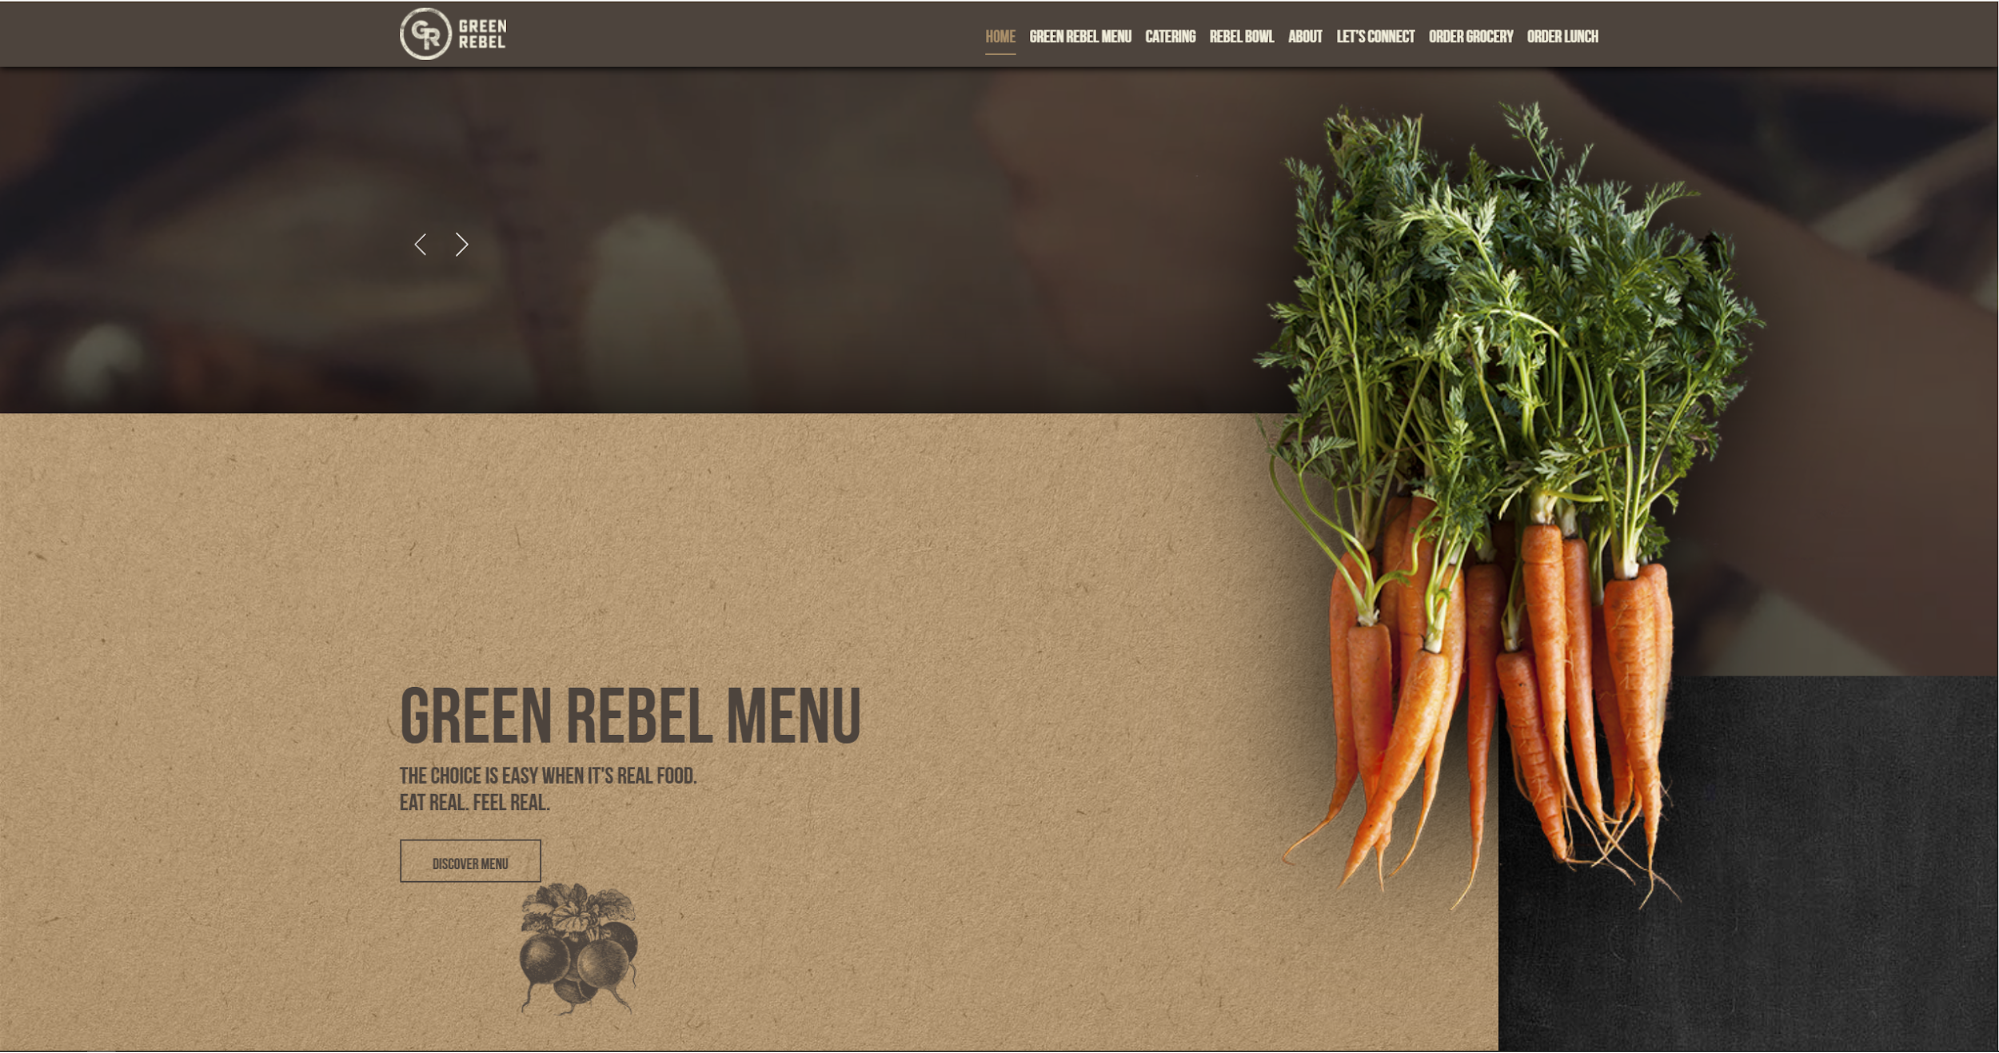 GR
GREEN
REBEL
HOME GREEN REBEL MENU CATERING REBEL BOWL ABOUT LET'S CONNECT ORDER GROCERY ORDER LUNCH
GREEN REBEL MENU
THE CHOICE IS EASY WHEN IT'S REAL FOOD.
EAT REAL. FEEL REAL.
DISCOVER MENU